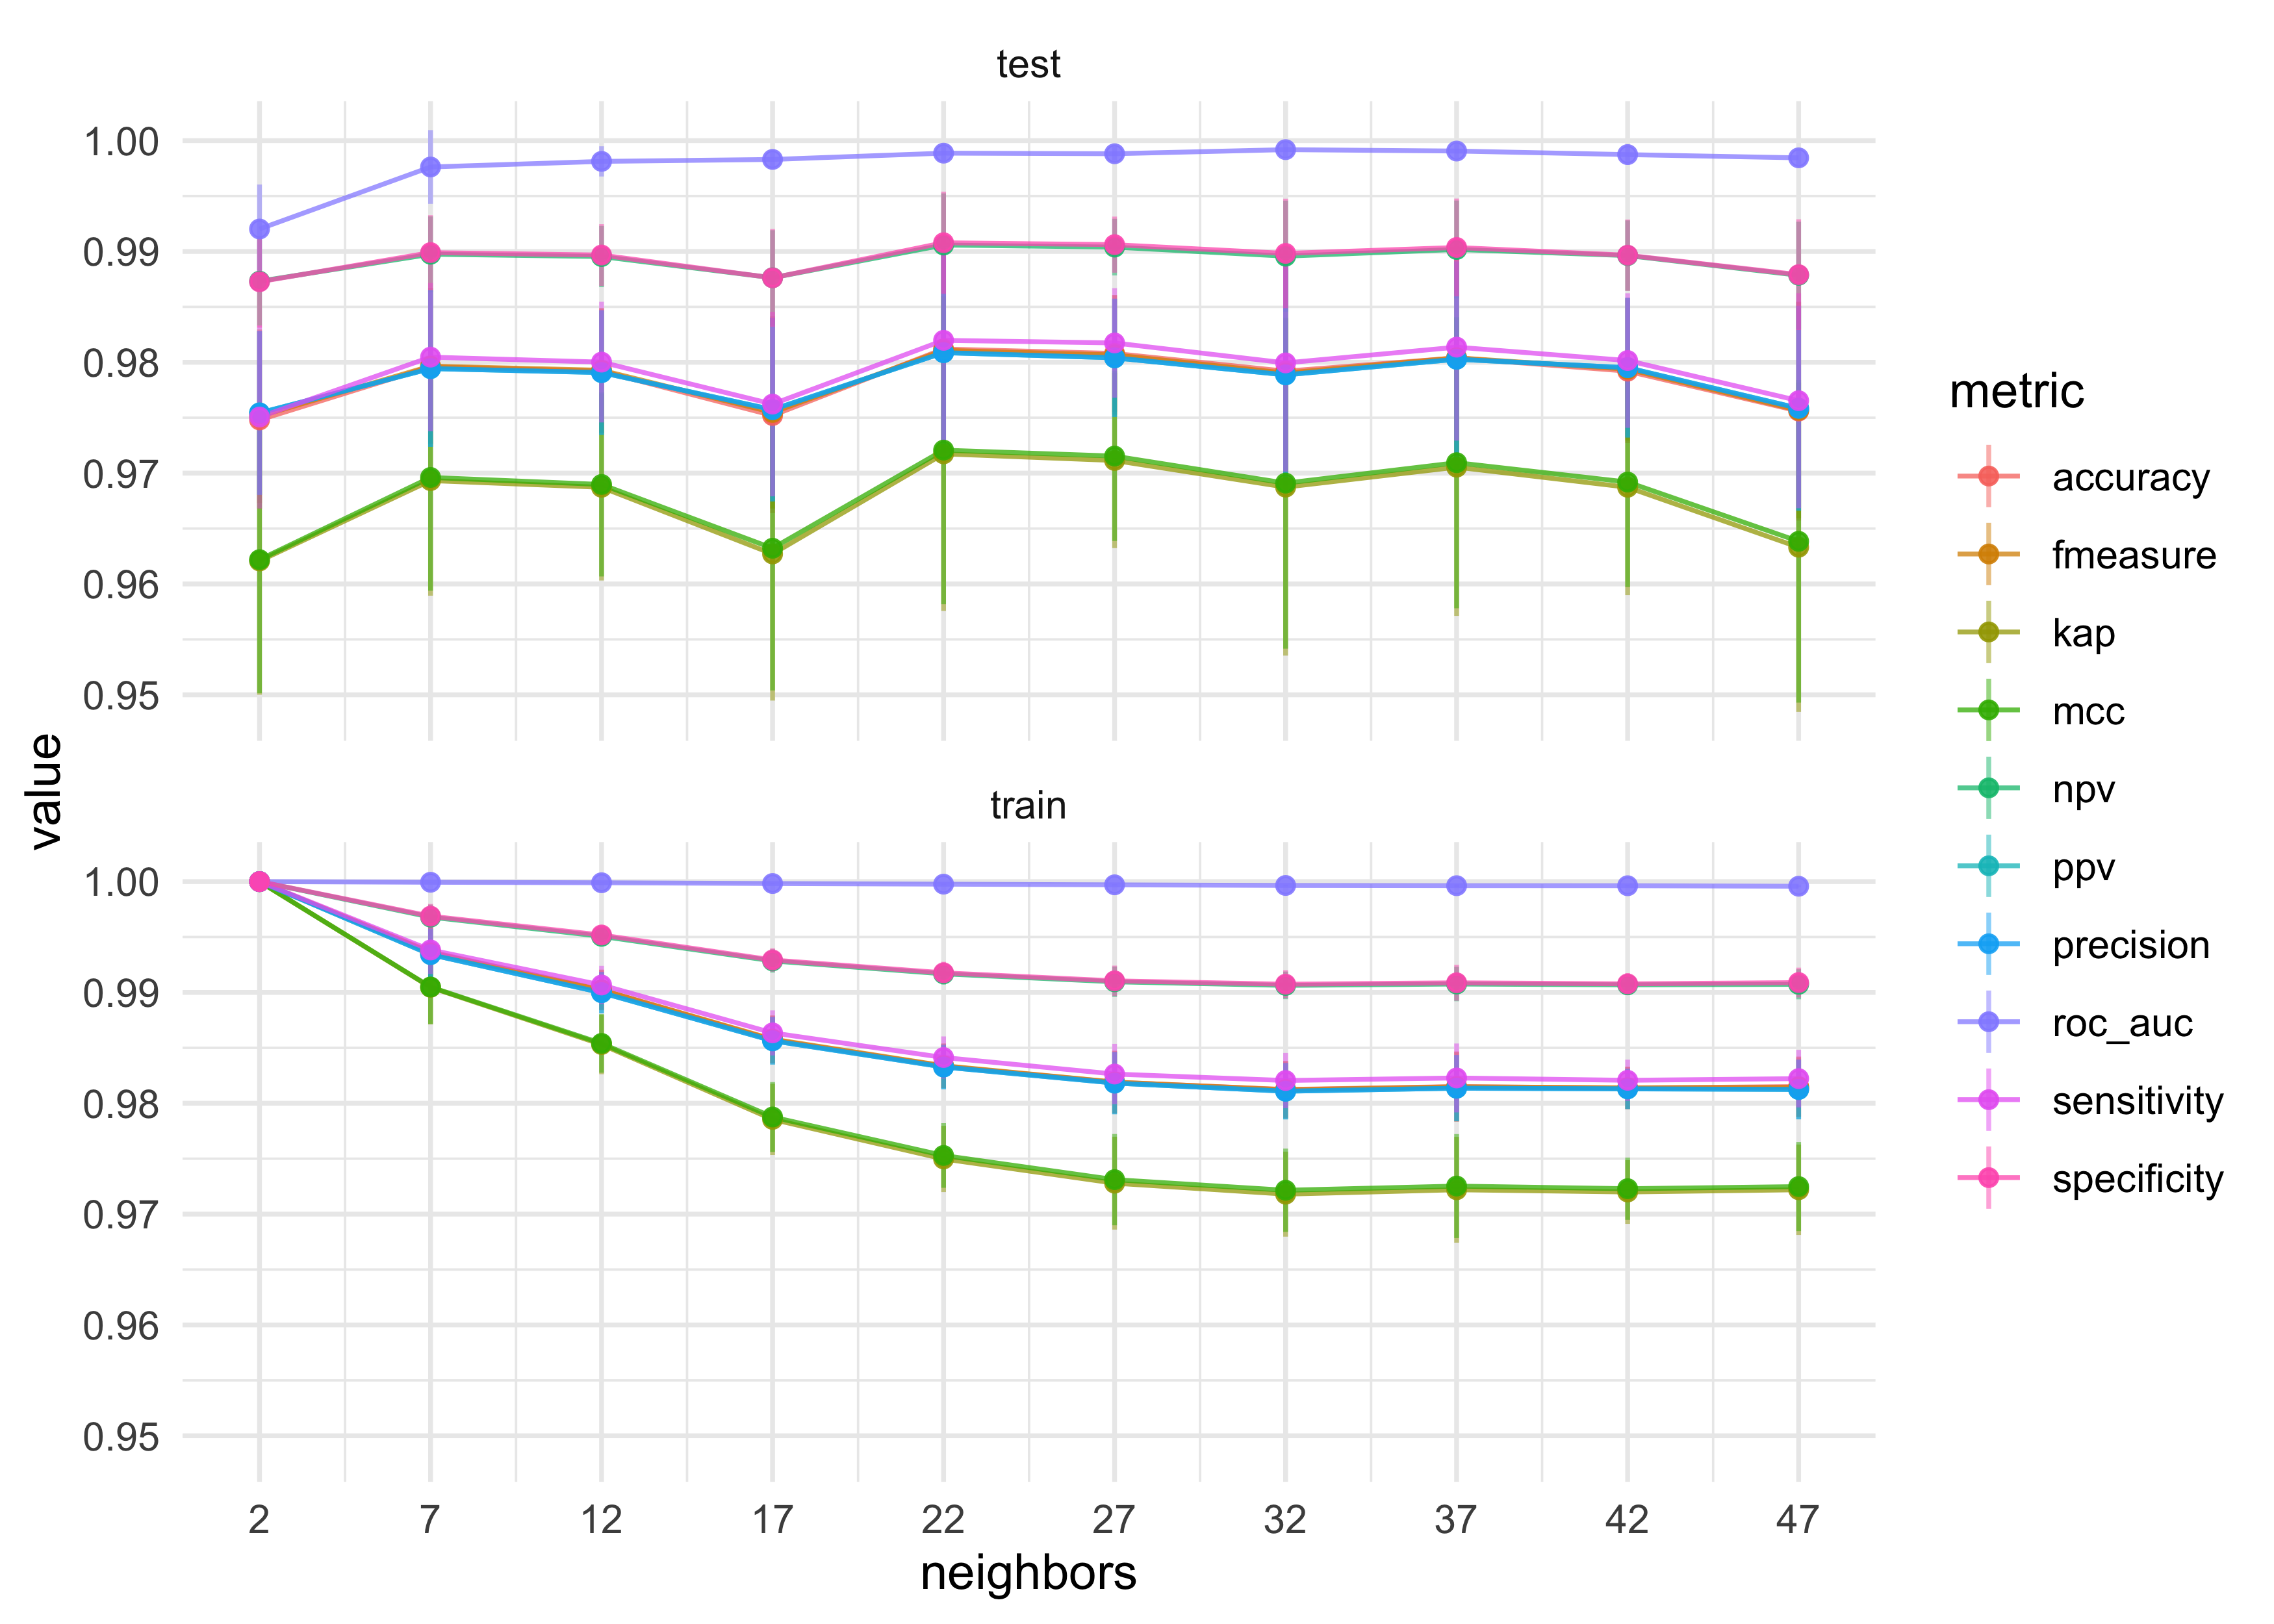 test
1.00
0.99
0.98
0.97
0.96
0.95
train
1.00
0.99
0.98
0.97
0.96
0.95
value
2 7 12 17 22 27 32 37 42 47
neighbors
metric
accuracy
fmeasure
kap
mcc
npv
ppv
precision
roc_auc
sensitivity
specificity